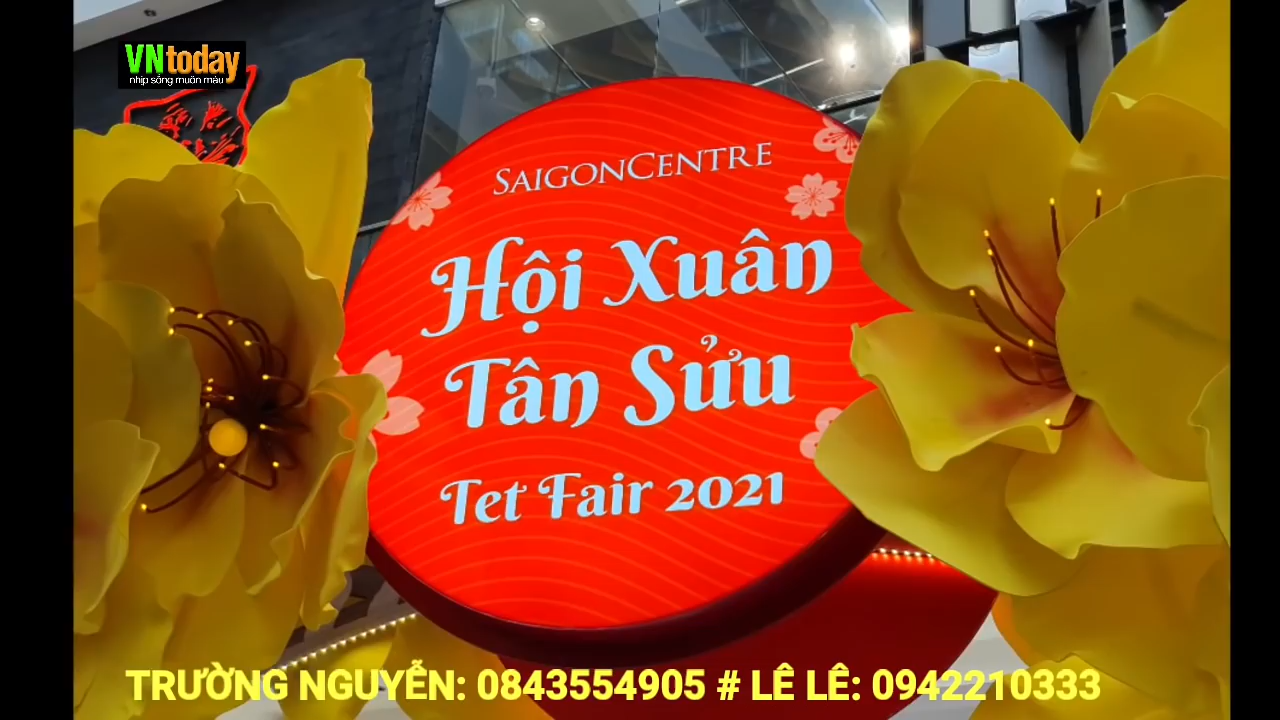 VNtoday
nhịp sống muôn màu
SAIGONCENTRE
Hội Xuân
Tân Sửu
Tet Fair 2021
TRƯỜNG NGUYỄN: 0843554905 # LÊ LÊ: 0942210333